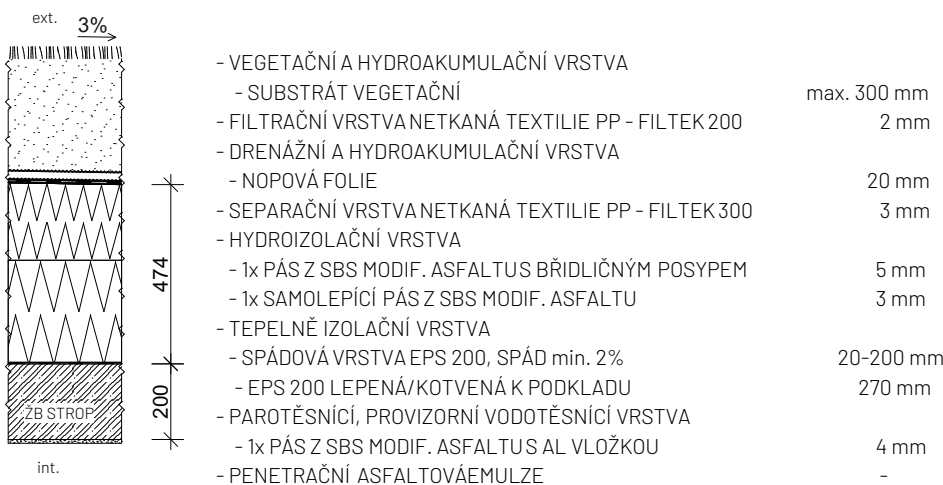 ext.
3%
- VEGETAČNÍ A HYDROAKUMULAČNÍ VRSTVA
- SUBSTRÁT VEGETAČNÍ max. 300 mm
- FILTRAČNÍ VRSTVA NETKANÁ TEXTILIE PP - FILTEK 200 2 mm
- DRENÁŽNÍ A HYDROAKUMULAČNÍ VRSTVA
- NOPOVÁ FOLIE 20 mm
- SEPARAČNÍ VRSTVA NETKANÁ TEXTILIE PP - FILTEK 300 3 mm
- HYDROIZOLAČNÍ VRSTVA
- 1x PÁS Z SBS MODIF. ASFALTU S BŘIDLIČNÝM POSYPEM 5 mm
- 1x SAMOLEPÍCÍ PÁS Z SBS MODIF. ASFALTU 3 mm
- TEPELNĚ IZOLAČNÍ VRSTVA
- SPÁDOVÁ VRSTVA EPS 200, SPÁD min. 2% 20-200 mm
- EPS 200 LEPENÁ/KOTVENÁ K PODKLADU 270 mm
- PAROTĚSNÍCÍ, PROVIZORNÍ VODOTĚSNÍCÍ VRSTVA
- 1x PÁS Z SBS MODIF. ASFALTU S AL VLOŽKOU 4 mm
- PENETRAČNÍ ASFALTOVÁ EMULZE -
474
200
ŽB STROP
int.